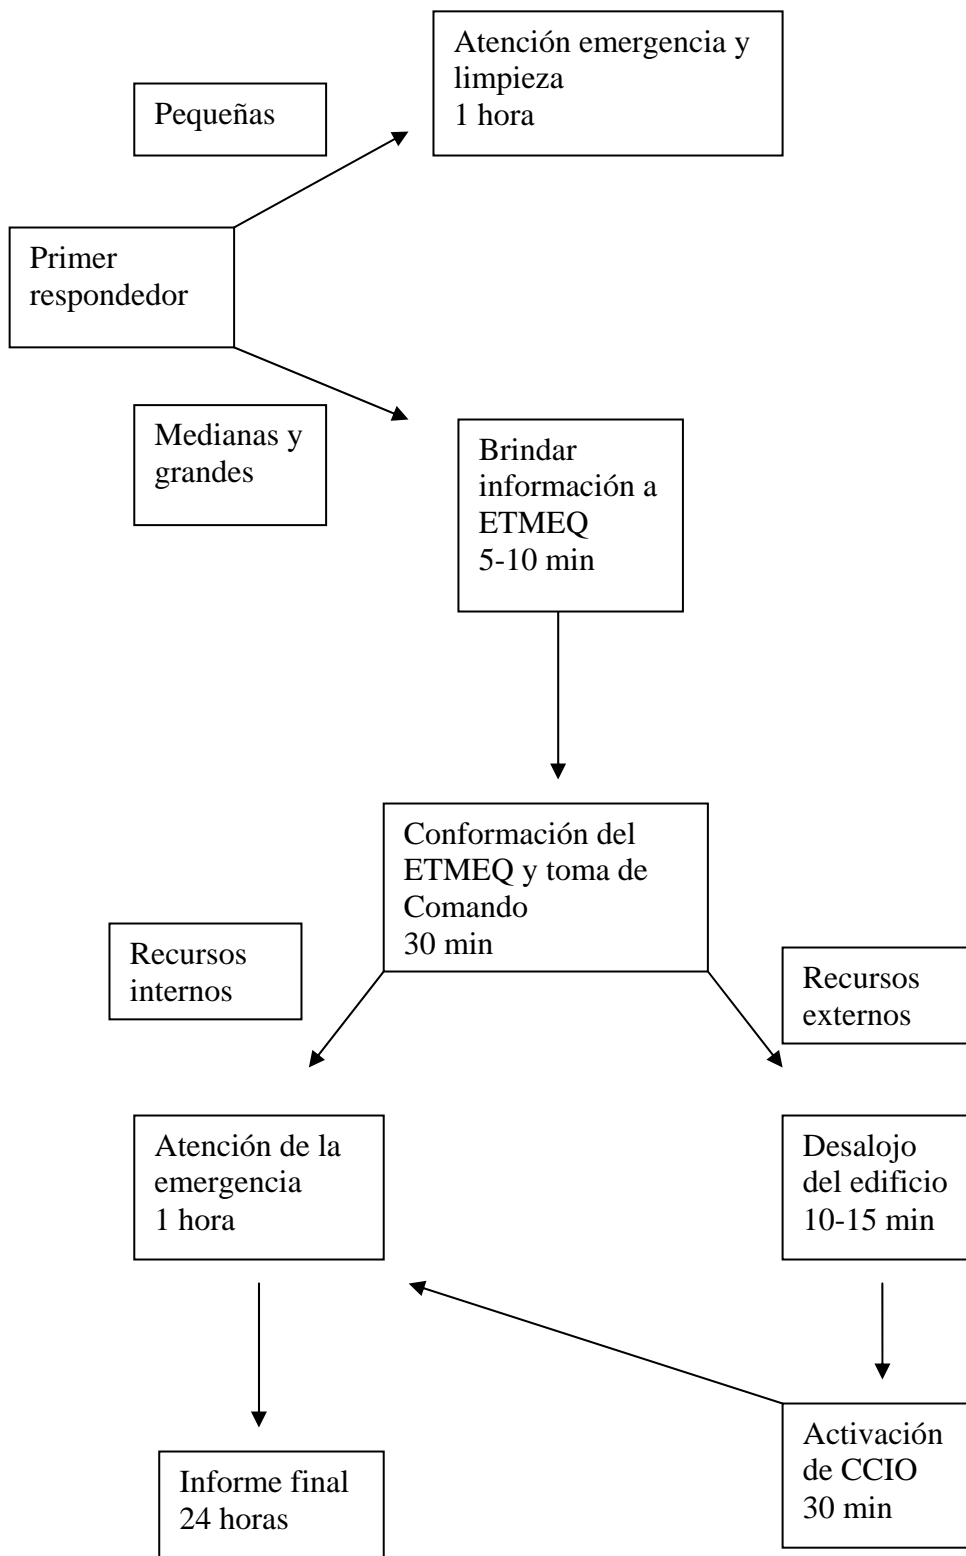 Atención emergencia y
limpieza
1 hora
Pequeñas
Primer
respondedor
Medianas y
grandes
Brindar
información a
ETMEQ
5-10 min
Conformación del
ETMEQ y toma de
Comando
30 min
Recursos
internos
Recursos
externos
Atención de la
emergencia
1 hora
Desalojo
del edificio
10-15 min
Activación
de CCIO
30 min
Informe final
24 horas